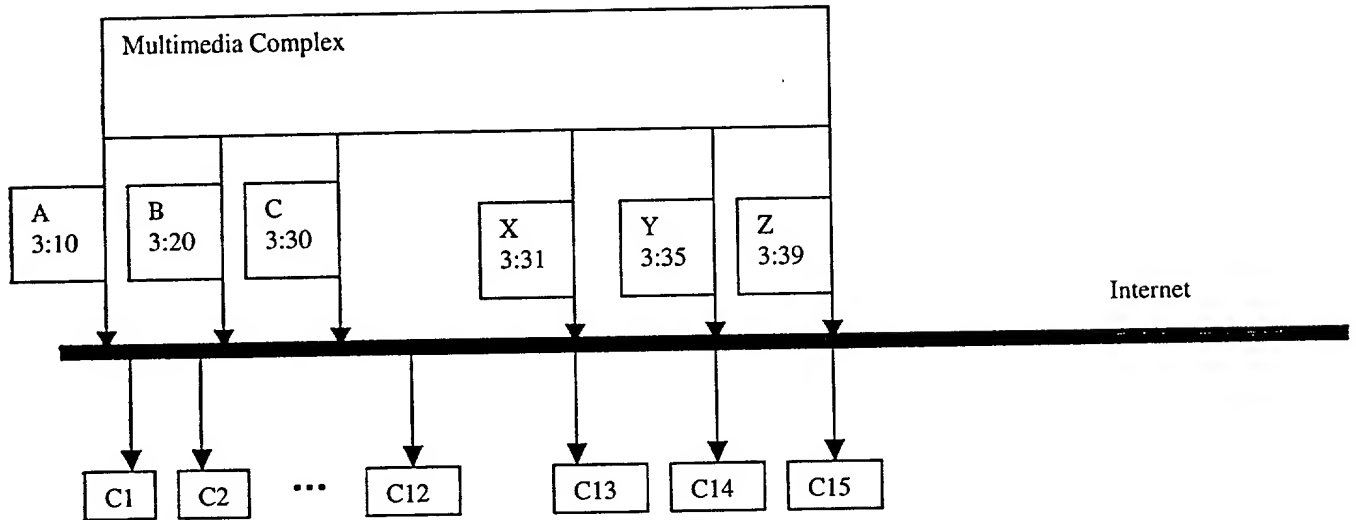 Multimedia Complex
A
3:10
B
3:20
C
3:30
X
3:31
Y
3:35
Z
3:39
Internet
C1
C2
...
C12
C13
C14
C15